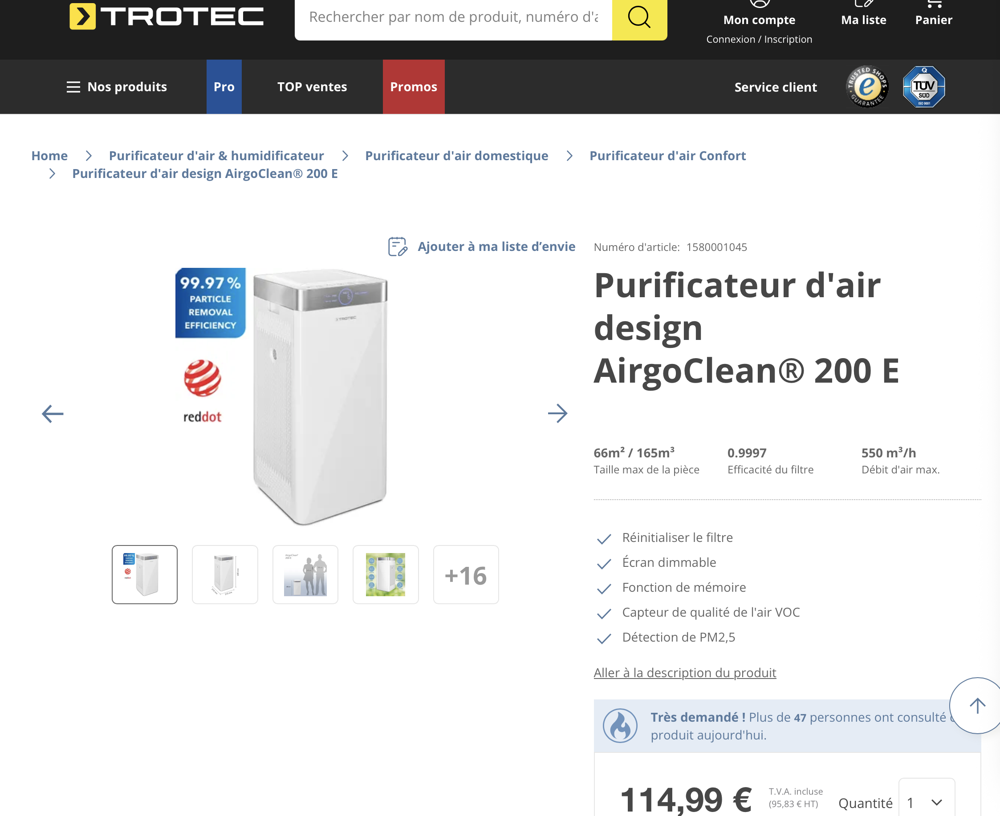 TROTEC
Rechercher par nom de produit, numéro d'a
Mon compte
Connexion / Inscription
Ma liste
Panier
Nos produits
Pro
TOP ventes
Promos
Service client
TRUSTED SHOPS
e
GUARANTEE
Q
TÜV
SÜD
ISO 9001
Home
Purificateur d'air & humidificateur
Purificateur d'air domestique
Purificateur d'air Confort
Purificateur d'air design AirgoClean® 200 E
Ajouter à ma liste d’envie
99.97 %
PARTICLE
REMOVAL
EFFICIENCY
TROTEC
reddot
+16
Numéro d'article: 1580001045
Purificateur d'air
design
AirgoClean® 200 E
66m² / 165m³
Taille max de la pièce
0.9997
Efficacité du filtre
550 m³/h
Débit d'air max.
Réinitialiser le filtre
Écran dimmable
Fonction de mémoire
Capteur de qualité de l'air VOC
Détection de PM2,5
Aller à la description du produit
Très demandé ! Plus de 47 personnes ont consulté
produit aujourd'hui.
114,99 €
T.V.A. incluse
(95,83 € HT)
Quantité
1